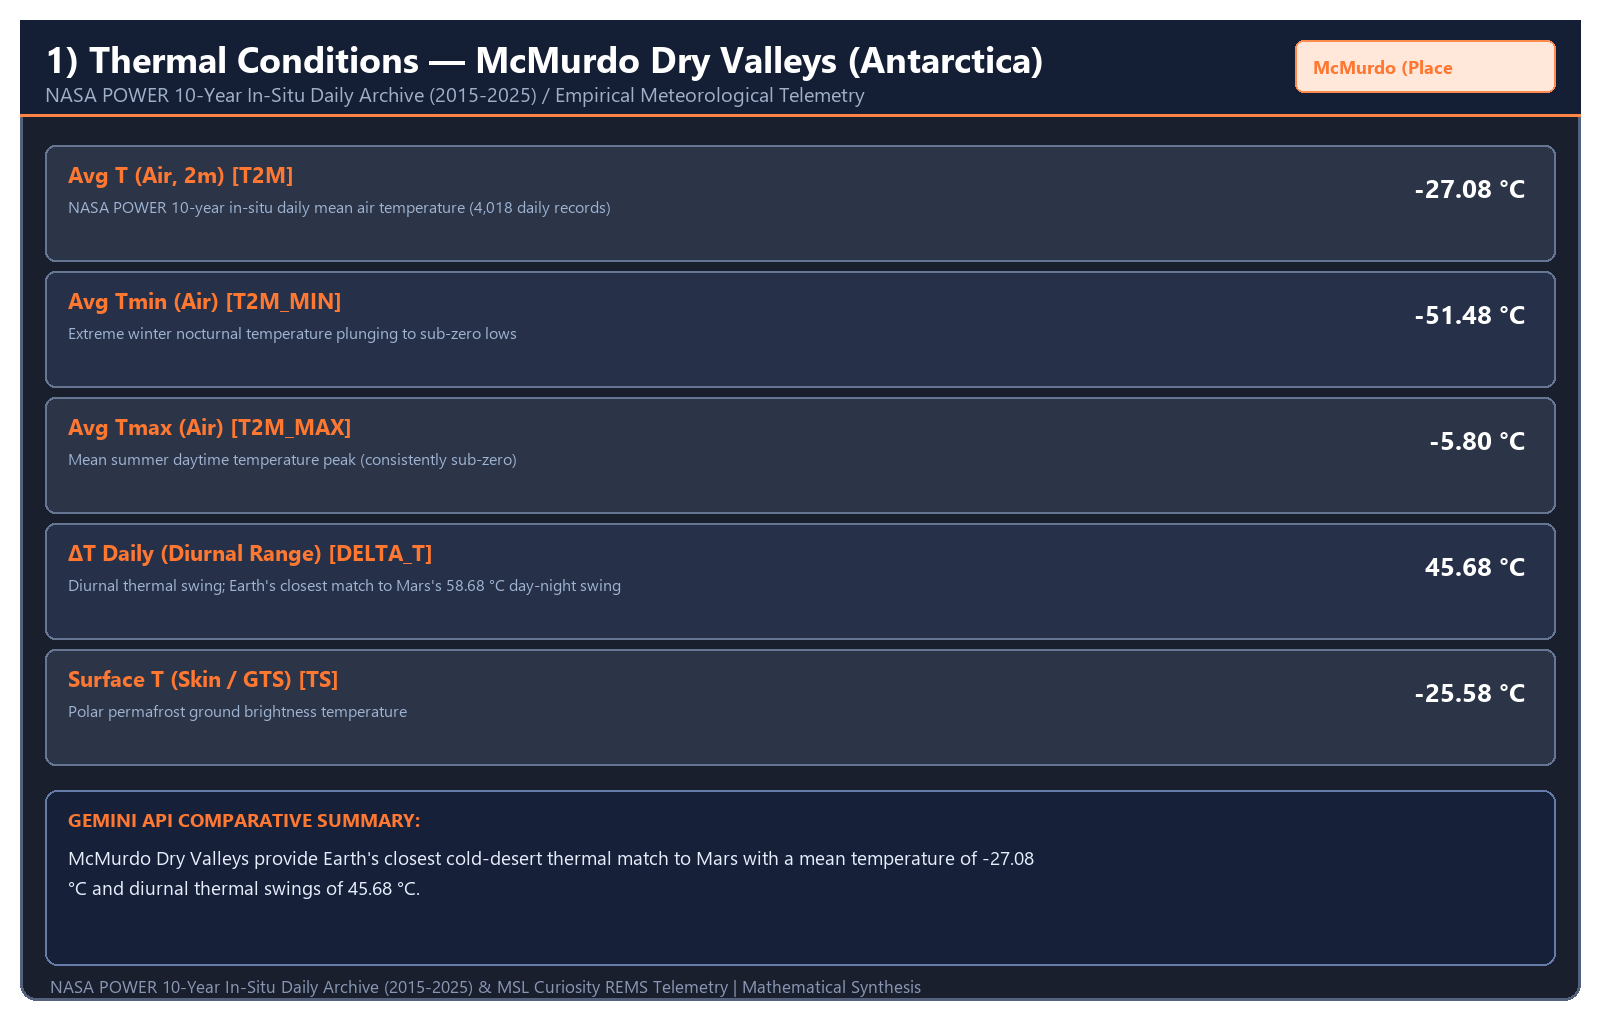 1) Thermal Conditions — McMurdo Dry Valleys (Antarctica)
NASA POWER 10-Year In-Situ Daily Archive (2015-2025) / Empirical Meteorological Telemetry
McMurdo (Place
Avg T (Air, 2m) [T2M]
NASA POWER 10-year in-situ daily mean air temperature (4,018 daily records)
-27.08 °C
Avg Tmin (Air) [T2M_MIN]
Extreme winter nocturnal temperature plunging to sub-zero lows
-51.48 °C
Avg Tmax (Air) [T2M_MAX]
Mean summer daytime temperature peak (consistently sub-zero)
-5.80 °C
ΔT Daily (Diurnal Range) [DELTA_T]
Diurnal thermal swing; Earth's closest match to Mars's 58.68 °C day-night swing
45.68 °C
Surface T (Skin / GTS) [TS]
Polar permafrost ground brightness temperature
-25.58 °C
GEMINI API COMPARATIVE SUMMARY:
McMurdo Dry Valleys provide Earth's closest cold-desert thermal match to Mars with a mean temperature of -27.08
°C and diurnal thermal swings of 45.68 °C.
NASA POWER 10-Year In-Situ Daily Archive (2015-2025) & MSL Curiosity REMS Telemetry | Mathematical Synthesis